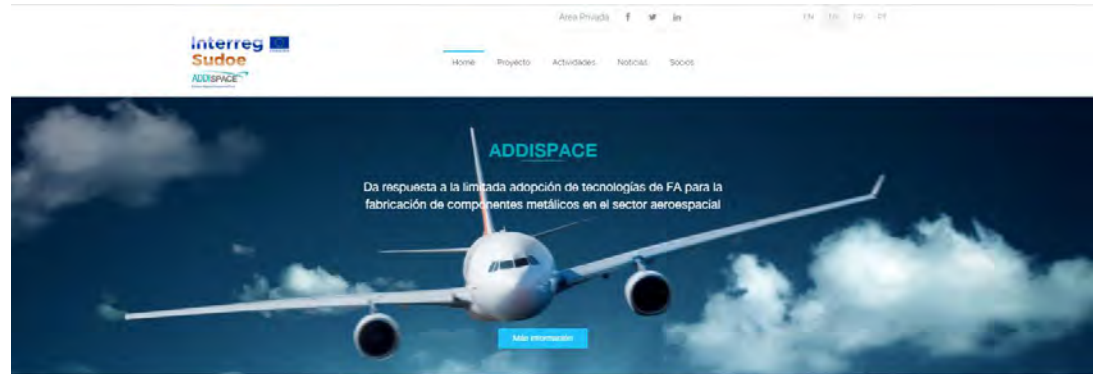 Area Privada f in
Interreg
Sudoe
ADDISPACE
Home Proyecto Actividades Noticias Socios
ADDISPACE
Da respuesta a la limitada adopción de tecnologías de FA para la
fabricación de componentes metálicos en el sector aeroespacial
Más información